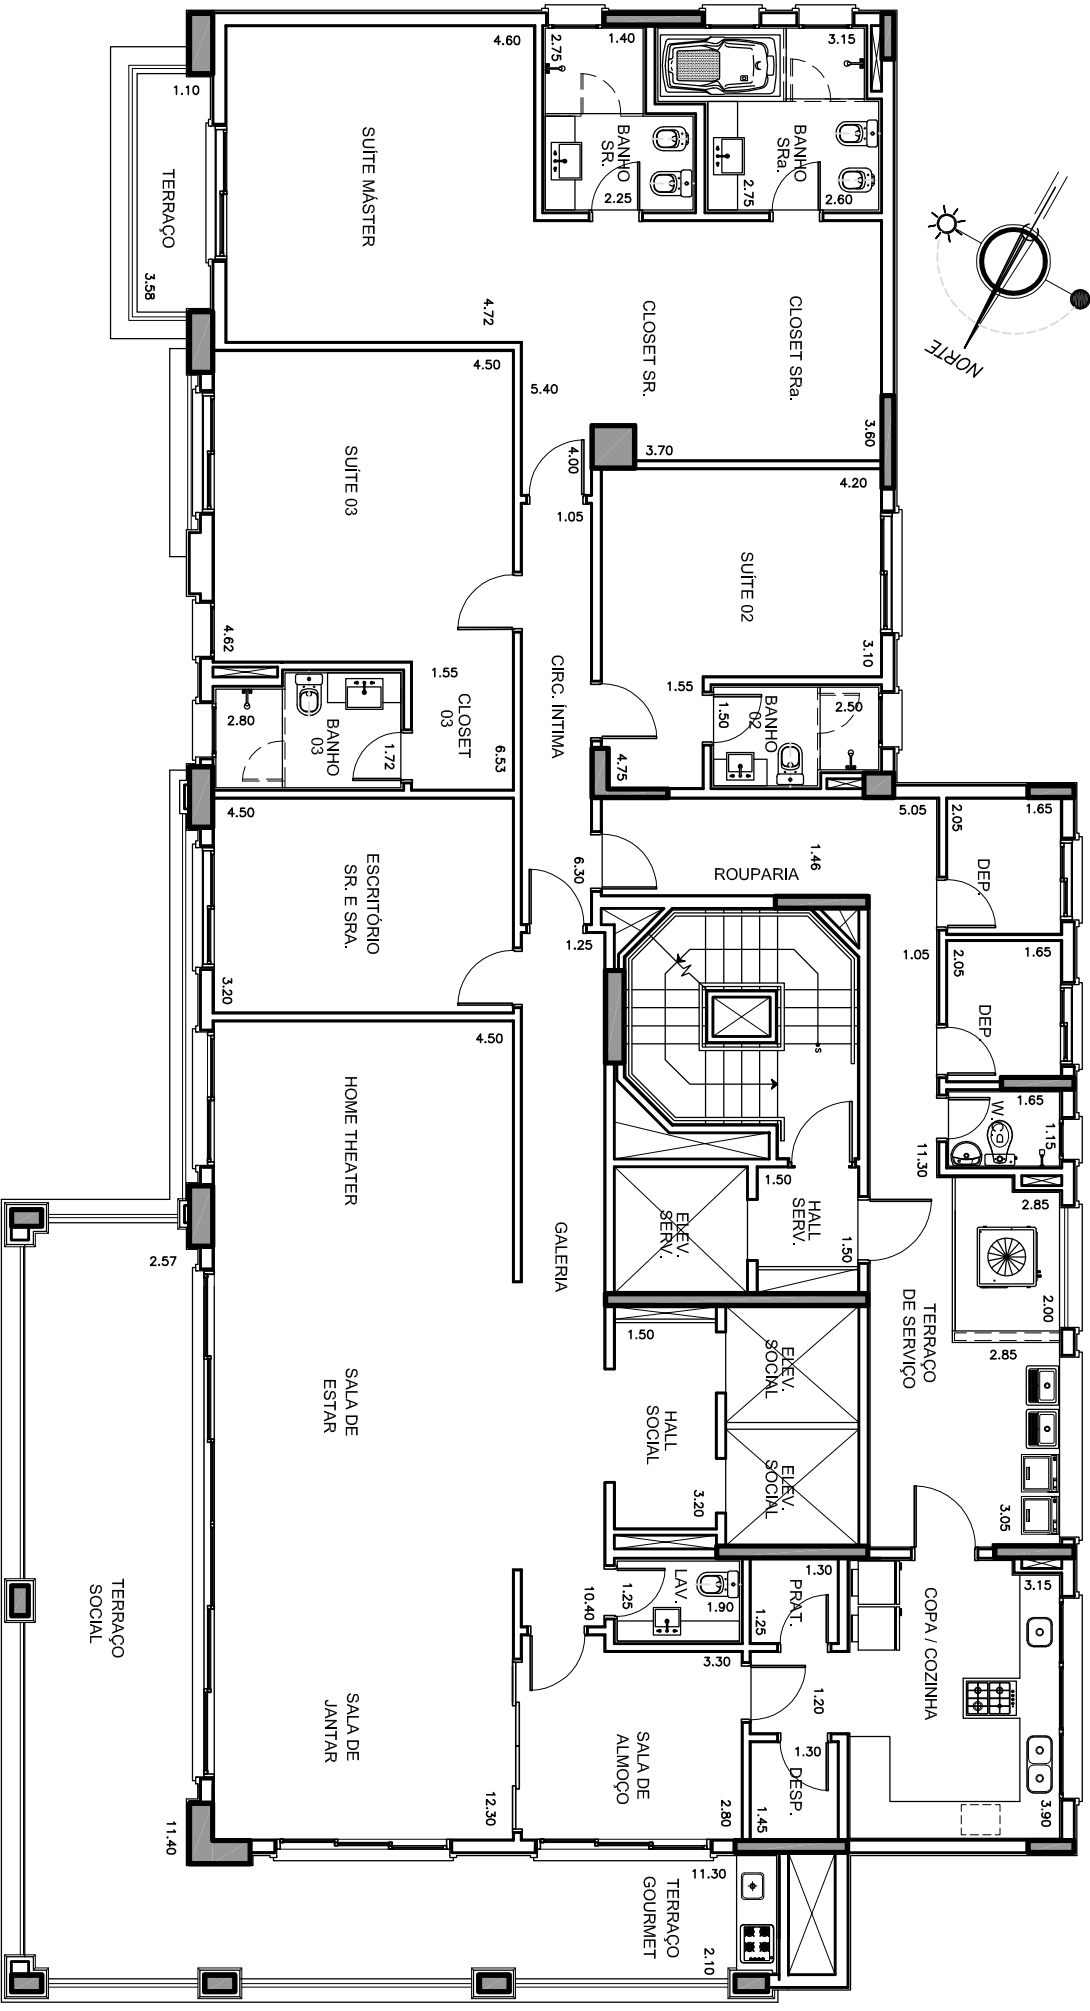 4.60
2.75
1.40
3.15
1.10
TERRAÇO
3.58
SUÍTE MÁSTER
4.72
BANHO
SR.
2.25
BANHO
SRa.
2.75
2.60
NORTE
CLOSET SR.
CLOSET SRa.
4.50
5.40
3.70
3.60
4.00
1.05
4.20
SUÍTE 03
4.62
SUÍTE 02
3.10
1.55
CLOSET
03
6.53
CIRC. ÍNTIMA
1.55
1.50
BANHO
02
2.50
4.75
2.80
BANHO
03
1.72
4.50
ESCRITÓRIO
SR. E SRA.
3.20
6.30
1.25
ROUPARIA
1.46
5.05
2.05
1.65
DEP.
1.05
2.05
1.65
DEP.
4.50
HOME THEATER
S
1.65
W.C.
1.15
11.30
1.50
HALL
SERV.
1.50
ELEV.
SERV.
2.85
2.00
2.85
TERRAÇO
DE SERVIÇO
3.05
2.57
GALERIA
1.50
HALL
SOCIAL
3.20
ELEV.
SOCIAL
ELEV.
SOCIAL
SALA DE
ESTAR
TERRAÇO
SOCIAL
10.40
1.25
LAV.
1.90
1.30
PRAT.
1.25
3.15
COPA / COZINHA
3.90
3.30
1.20
SALA DE
JANTAR
12.30
SALA DE
ALMOÇO
2.80
1.30
DESP.
1.45
11.40
11.30
TERRAÇO
GOURMET
2.10